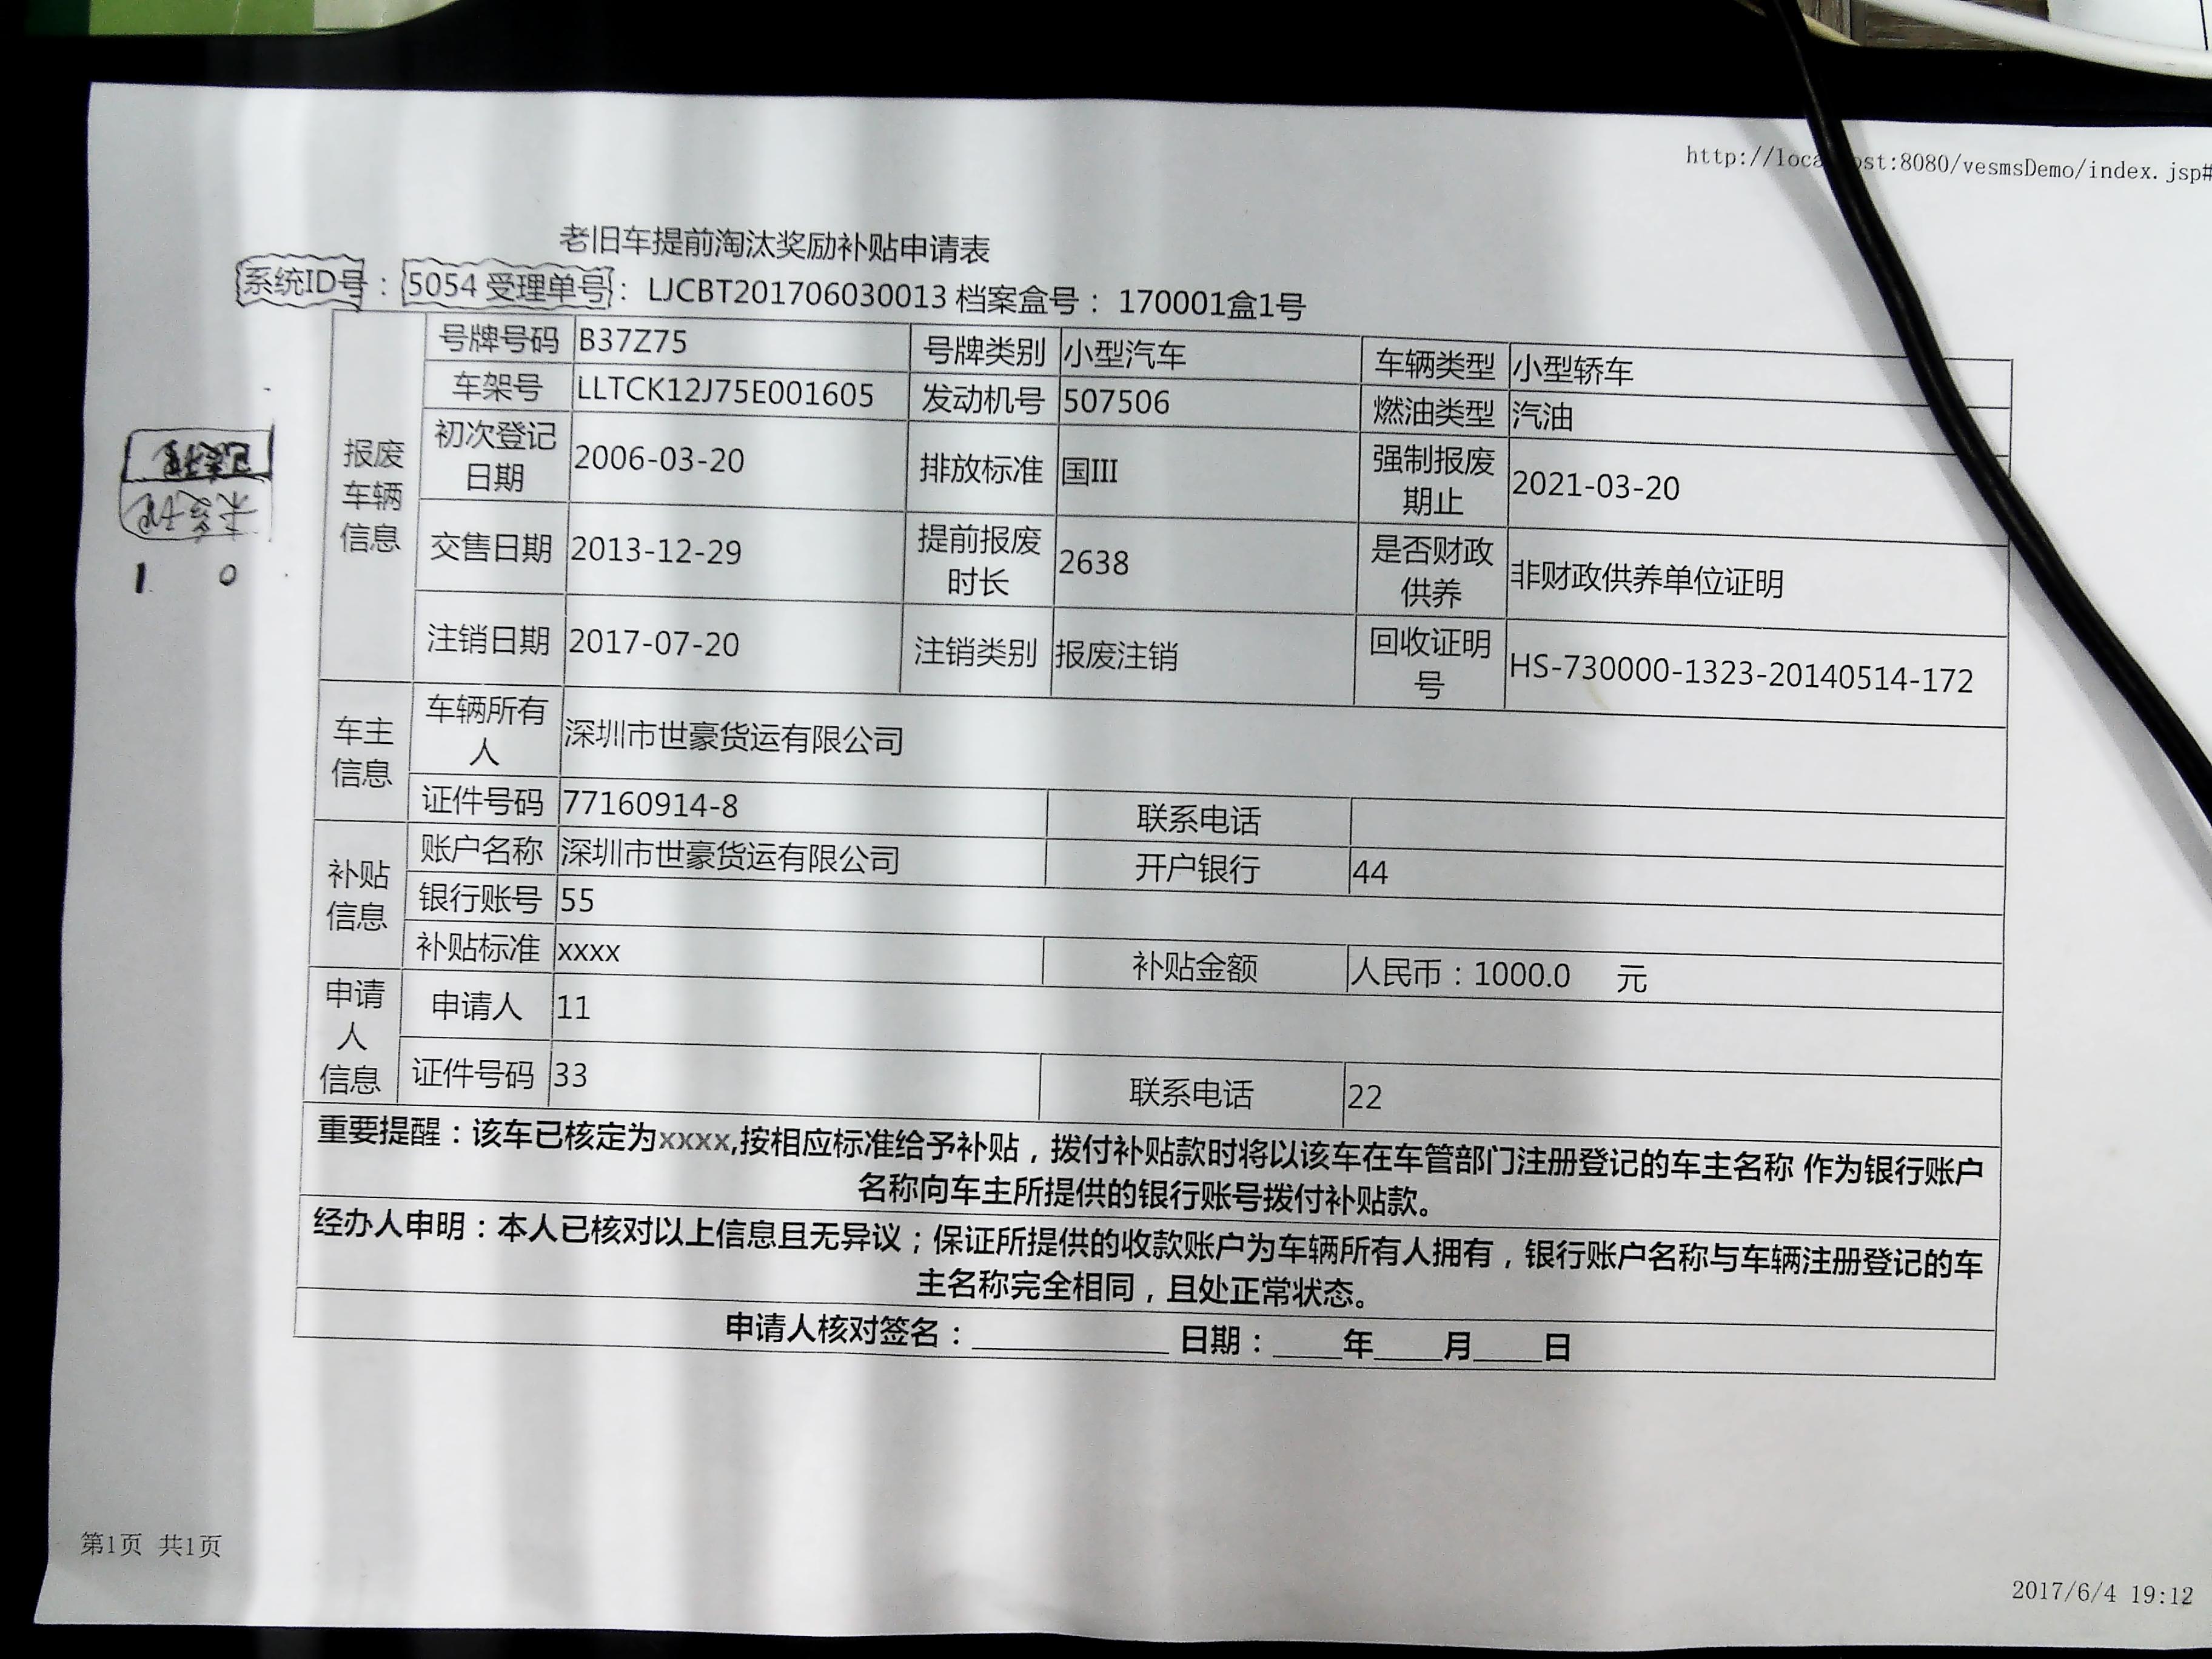 http://loca ost:8080/vesmsDemo/index.jsp#
老旧车提前淘汰奖励补贴申请表
系统ID号： 5054 受理单号： LJCBT201706030013 档案盒号： 170001盒1号
报废车辆信息
号牌号码 B37Z75 号牌类别 小型汽车 车辆类型 小型轿车
车架号 LLTCK12J75E001605 发动机号 507506 燃油类型 汽油
初次登记日期 2006-03-20 排放标准 国III 强制报废期止 2021-03-20
交售日期 2013-12-29 提前报废时长 2638 是否财政供养 非财政供养单位证明
注销日期 2017-07-20 注销类别 报废注销 回收证明号 HS-730000-1323-20140514-172
车主信息
车辆所有人 深圳市世豪货运有限公司
证件号码 77160914-8 联系电话
补贴信息
账户名称 深圳市世豪货运有限公司 开户银行 44
银行账号 55
补贴标准 xxxx 补贴金额 人民币：1000.0 元
申请人信息
申请人 11
证件号码 33 联系电话 22
重要提醒：该车已核定为xxxx,按相应标准给予补贴，拨付补贴款时将以该车在车管部门注册登记的车主名称 作为银行账户
名称向车主所提供的银行账号拨付补贴款。
经办人申明：本人已核对以上信息且无异议；保证所提供的收款账户为车辆所有人拥有，银行账户名称与车辆注册登记的车
主名称完全相同，且处正常状态。
申请人核对签名：____________ 日期：____年____月____日
1 0
第1页 共1页
2017/6/4 19:12